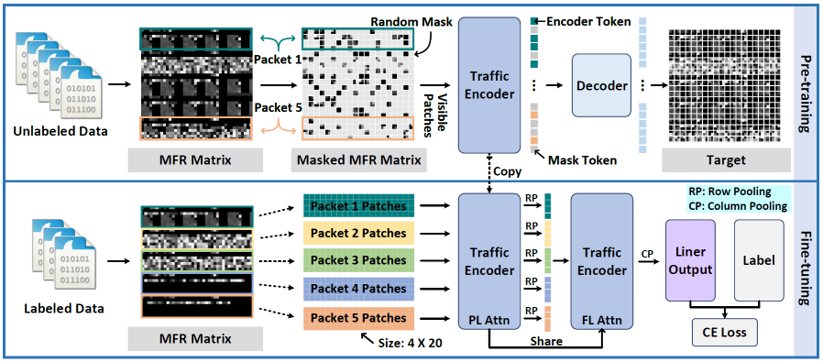 Random Mask
Encoder Token
Packet 1
Packet 5
Visible
Patches
Traffic
Encoder
Decoder
Unlabeled Data
MFR Matrix
Masked MFR Matrix
Mask Token
Target
Pre-training
Copy
RP: Row Pooling
CP: Column Pooling
Packet 1 Patches
Packet 2 Patches
Packet 3 Patches
Packet 4 Patches
Packet 5 Patches
RP
RP
RP
RP
RP
Traffic
Encoder
PL Attn
Traffic
Encoder
FL Attn
CP
Liner
Output
Label
Labeled Data
MFR Matrix
Size: 4 X 20
Share
CE Loss
Fine-tuning
010101
011010
011100
010101
011010
011100